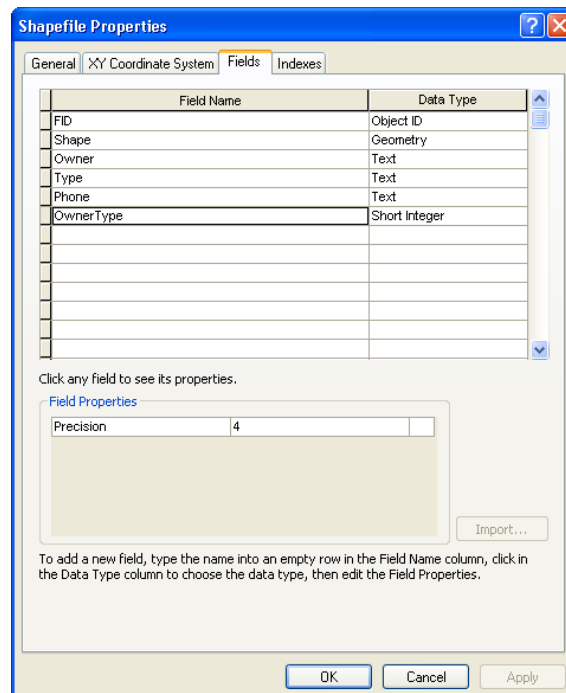 Shapefile Properties
General XY Coordinate System Fields Indexes
Field Name Data Type
FID Object ID
Shape Geometry
Owner Text
Type Text
Phone Text
OwnerType Short Integer
Click any field to see its properties.
Field Properties
Precision 4
Import...
To add a new field, type the name into an empty row in the Field Name column, click in
the Data Type column to choose the data type, then edit the Field Properties.
OK Cancel Apply